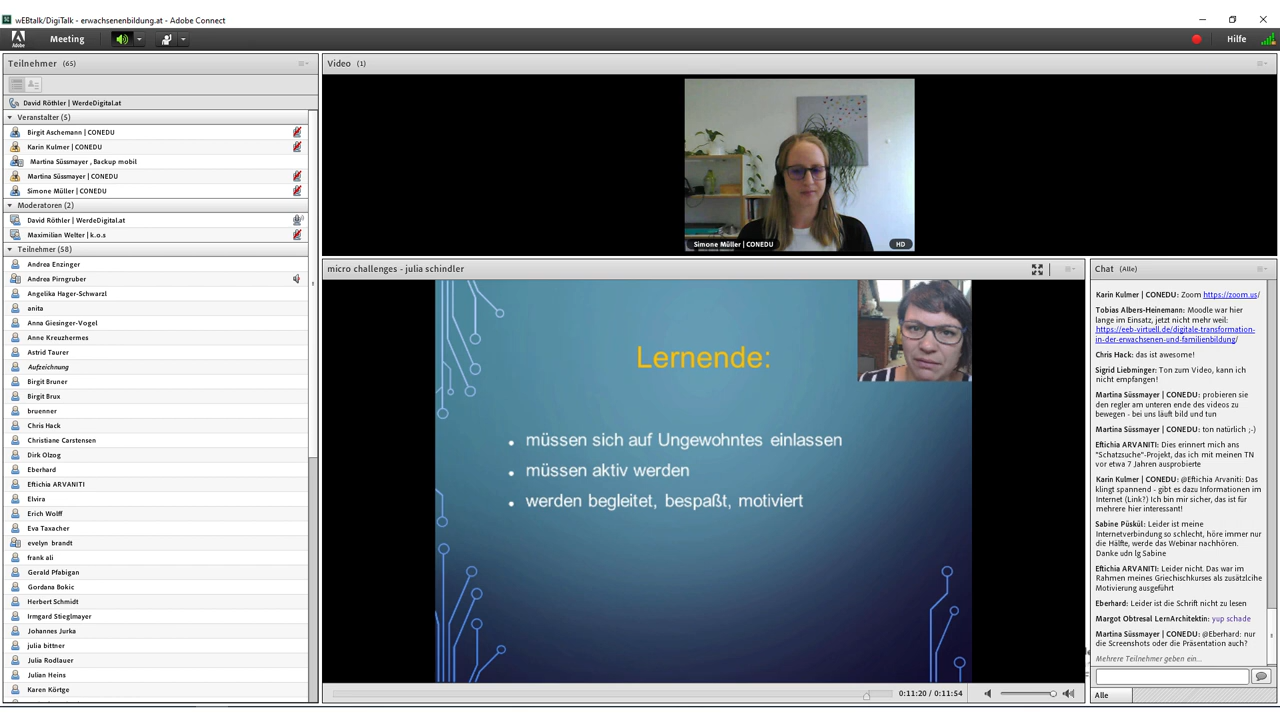 wEBtalk/DigiTalk - erwachsenenbildung.at - Adobe Connect
Adobe
Meeting
Hilfe
Teilnehmer (65)
David Röthler | WerdeDigital.at
Veranstalter (5)
Birgit Aschemann | CONEDU
Karin Kulmer | CONEDU
Martina Süssmayer , Backup mobil
Martina Süssmayer | CONEDU
Simone Müller | CONEDU
Moderatoren (2)
David Röthler | WerdeDigital.at
Maximilian Welter | k.o.s
Teilnehmer (58)
Andrea Enzinger
Andrea Pirngruber
Angelika Hager-Schwarzl
anita
Anna Giesinger-Vogel
Anne Kreuzhermes
Astrid Taurer
Aufzeichnung
Birgit Bruner
Birgit Brux
bruenner
Chris Hack
Christiane Carstensen
Dirk Olzog
Eberhard
Eftichia ARVANITI
Elvira
Erich Wolff
Eva Taxacher
evelyn brandt
frank ali
Gerald Pfabigan
Gordana Bokic
Herbert Schmidt
Irmgard Stieglmayer
Johannes Jurka
julia bittner
Julia Rodlauer
Julian Heins
Karen Körtge
Video (1)
Simone Müller | CONEDU
HD
micro challenges - julia schindler
Lernende:
• müssen sich auf Ungewohntes einlassen
• müssen aktiv werden
• werden begleitet, bespaßt, motiviert
0:11:20 / 0:11:54
Chat (Alle)
Karin Kulmer | CONEDU: Zoom https://zoom.us/
Tobias Albers-Heinemann: Moodle war hier
lange im Einsatz, jetzt nicht mehr weil:
https://eeb-virtuell.de/digitale-transformation-
in-der-erwachsenen-und-familienbildung/
Chris Hack: das ist awesome!
Sigrid Liebminger: Ton zum Video, kann ich
nicht empfangen!
Martina Süssmayer | CONEDU: probieren sie
den regler am unteren ende des videos zu
bewegen - bei uns läuft bild und tun
Martina Süssmayer | CONEDU: ton natürlich ;-)
Eftichia ARVANITI: Dies erinnert mich ans
"Schatzsuche"-Projekt, das ich mit meinen TN
vor etwa 7 Jahren ausprobierte
Karin Kulmer | CONEDU: @Eftichia Arvaniti: Das
klingt spannend - gibt es dazu Informationen im
Internet (Link?) Ich bin mir sicher, das ist für
mehrere hier interessant!
Sabine Püskül: Leider ist meine
Internetverbindung so schlecht, höre immer nur
die Hälfte, werde das Webinar nachhören.
Danke udn lg Sabine
Eftichia ARVANITI: Leider nicht. Das war im
Rahmen meines Griechischkurses als zusätzlcihe
Motivierung ausgeführt
Eberhard: Leider ist die Schrift nicht zu lesen
Margot Obtresal LernArchitektin: yup schade
Martina Süssmayer | CONEDU: @Eberhard: nur
die Screenshots oder die Präsentation auch?
Mehrere Teilnehmer geben ein...
Alle